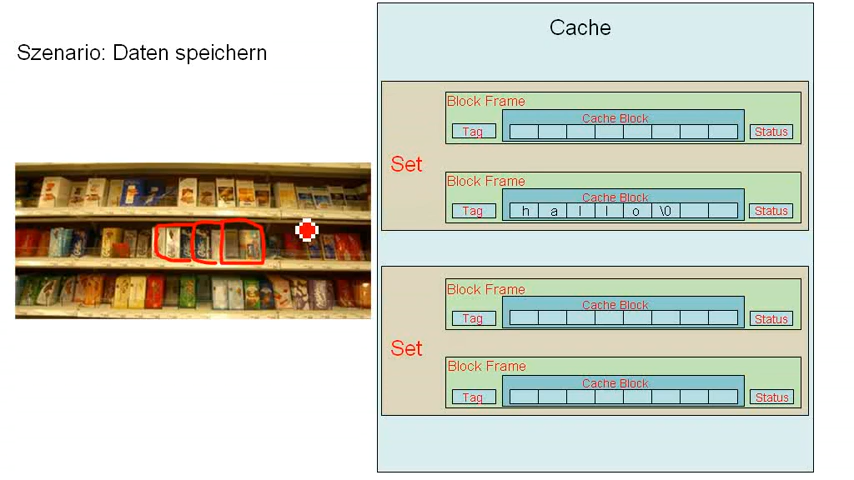 Szenario: Daten speichern
Cache
Set
Block Frame
Cache Block
Tag
Status
Block Frame
Cache Block
Tag
h a l l o \0
Status
Set
Block Frame
Cache Block
Tag
Status
Block Frame
Cache Block
Tag
Status